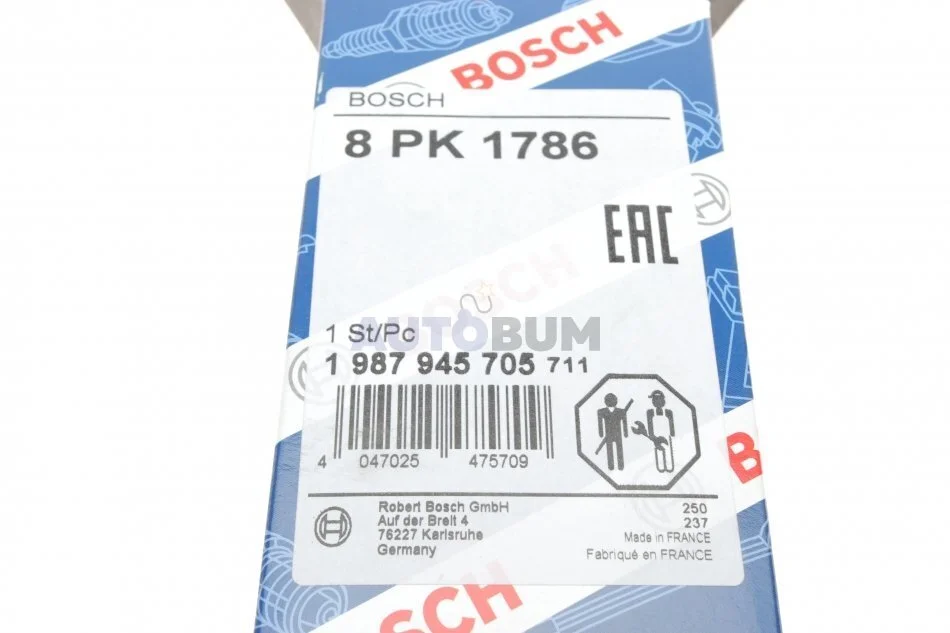 BOSCH
BOSCH
8 PK 1786
EAC
BOSCH
AUTOBUM
1 St/Pc
1 987 945 705 711
4 047025 475709
Robert Bosch GmbH
Auf der Breit 4
76227 Karlsruhe
Germany
250
237
Made in FRANCE
Fabriqué en FRANCE
B
SCH